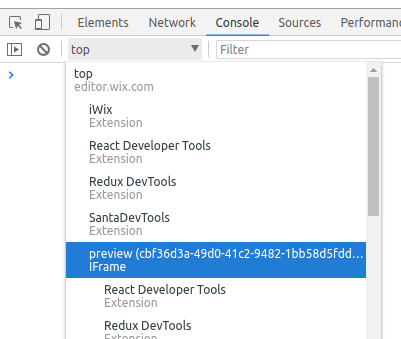 Elements Console Sources Performanc
top Filter
top
editor.wix.com
iWix
Extension
React Developer Tools
Extension
Redux DevTools
Extension
SantaDevTools
Extension
preview (cbf36d3a-49d0-41c2-9482-1bb58d5fdd...
IFrame
React Developer Tools
Extension
Redux DevTools
Extension